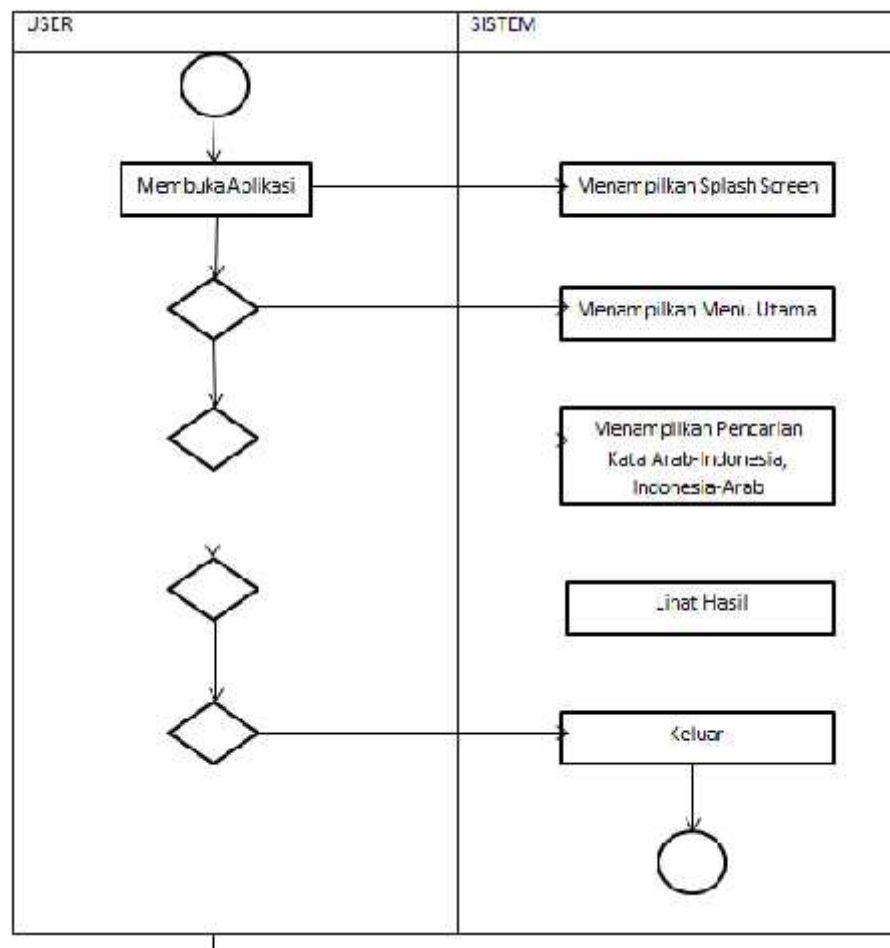 USER
SISTEM
Membuka Aplikasi
Menampilkan Splash Screen
Menampilkan Menu Utama
Menampilkan Pencarian
Kata Arab-Indonesia,
Indonesia-Arab
Lihat Hasil
Keluar